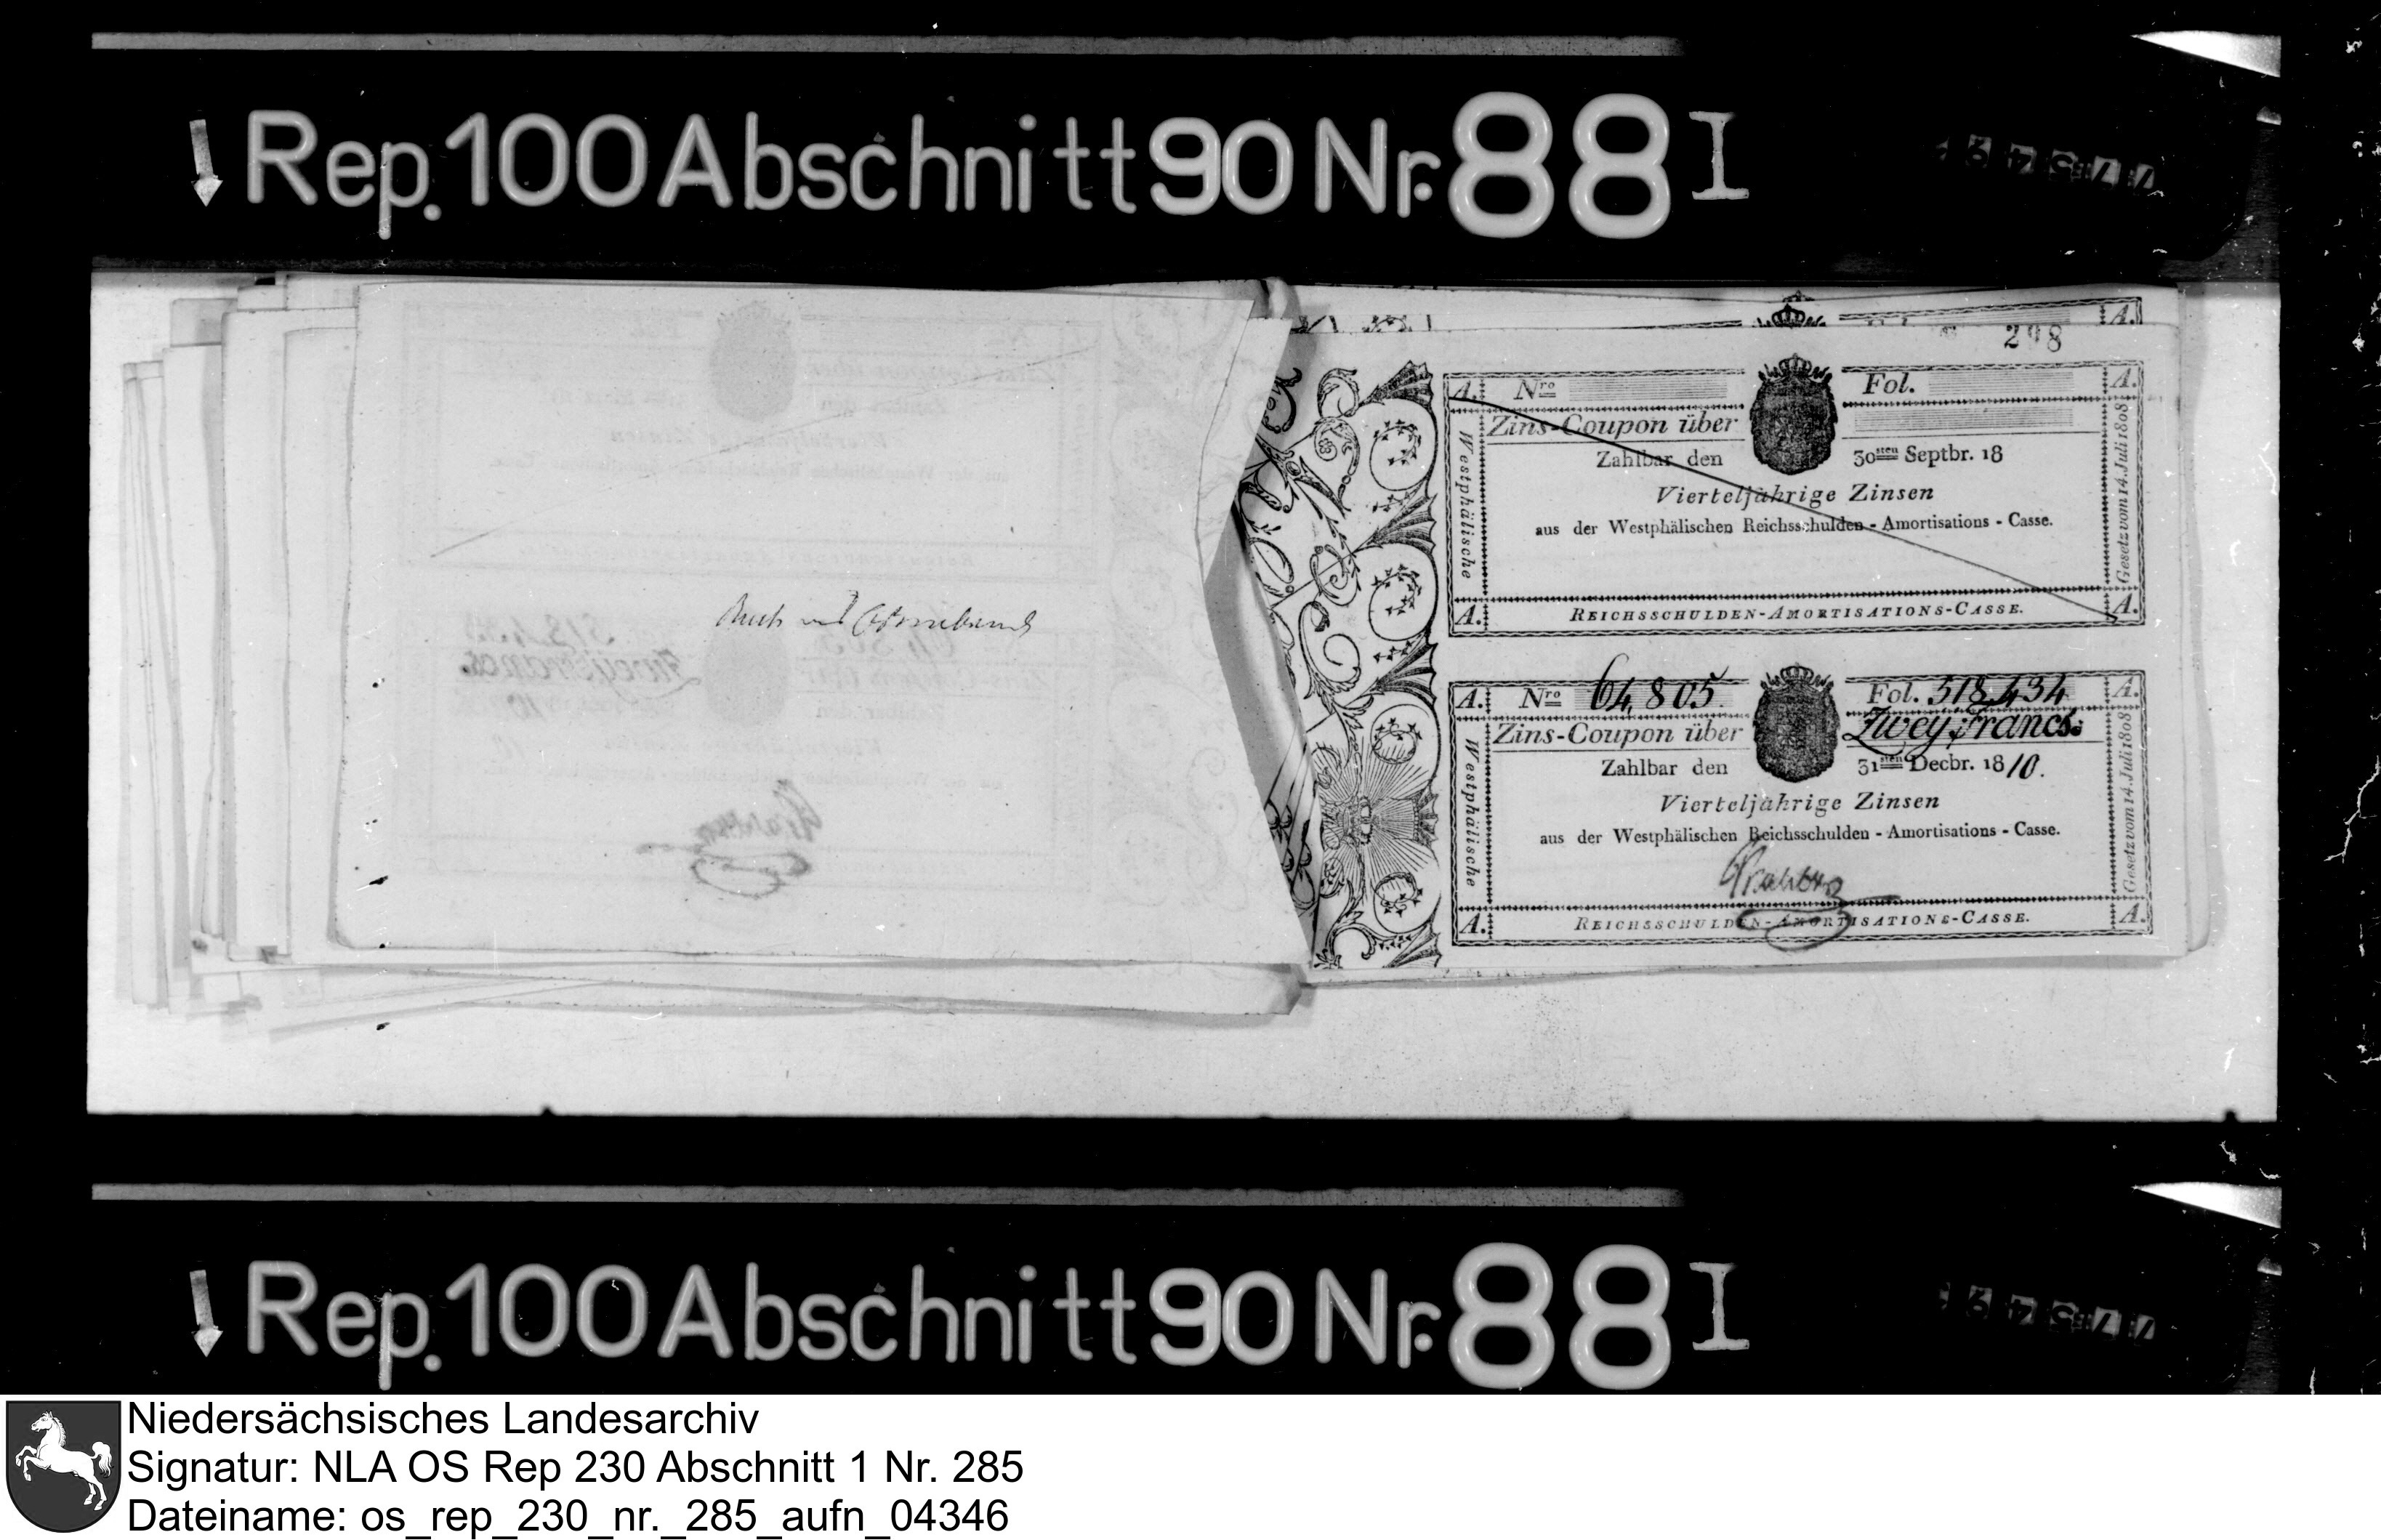 Rep. 100 Abschnitt 90 Nr. 88 I
298
A. Nro Fol. A.
Zins-Coupon über
Zahlbar den 30sten Septbr. 18
Vierteljährige Zinsen
aus der Westphälischen Reichsschulden - Amortisations - Casse.
Westphälische
Gesetz vom 14. Juli 1808
A. REICHSSCHULDEN-AMORTISATIONS-CASSE. A.
A. Nro 64,805. Fol. 518.434 A.
Zins-Coupon über Zwey Francs.
Zahlbar den 31sten Decbr. 1810.
Vierteljährige Zinsen
aus der Westphälischen Reichsschulden - Amortisations - Casse.
Westphälische
Gesetz vom 14. Juli 1808
A. REICHSSCHULDEN-AMORTISATIONS-CASSE. A.
Rep. 100 Abschnitt 90 Nr. 88 I
Niedersächsisches Landesarchiv
Signatur: NLA OS Rep 230 Abschnitt 1 Nr. 285
Dateiname: os_rep_230_nr._285_aufn_04346